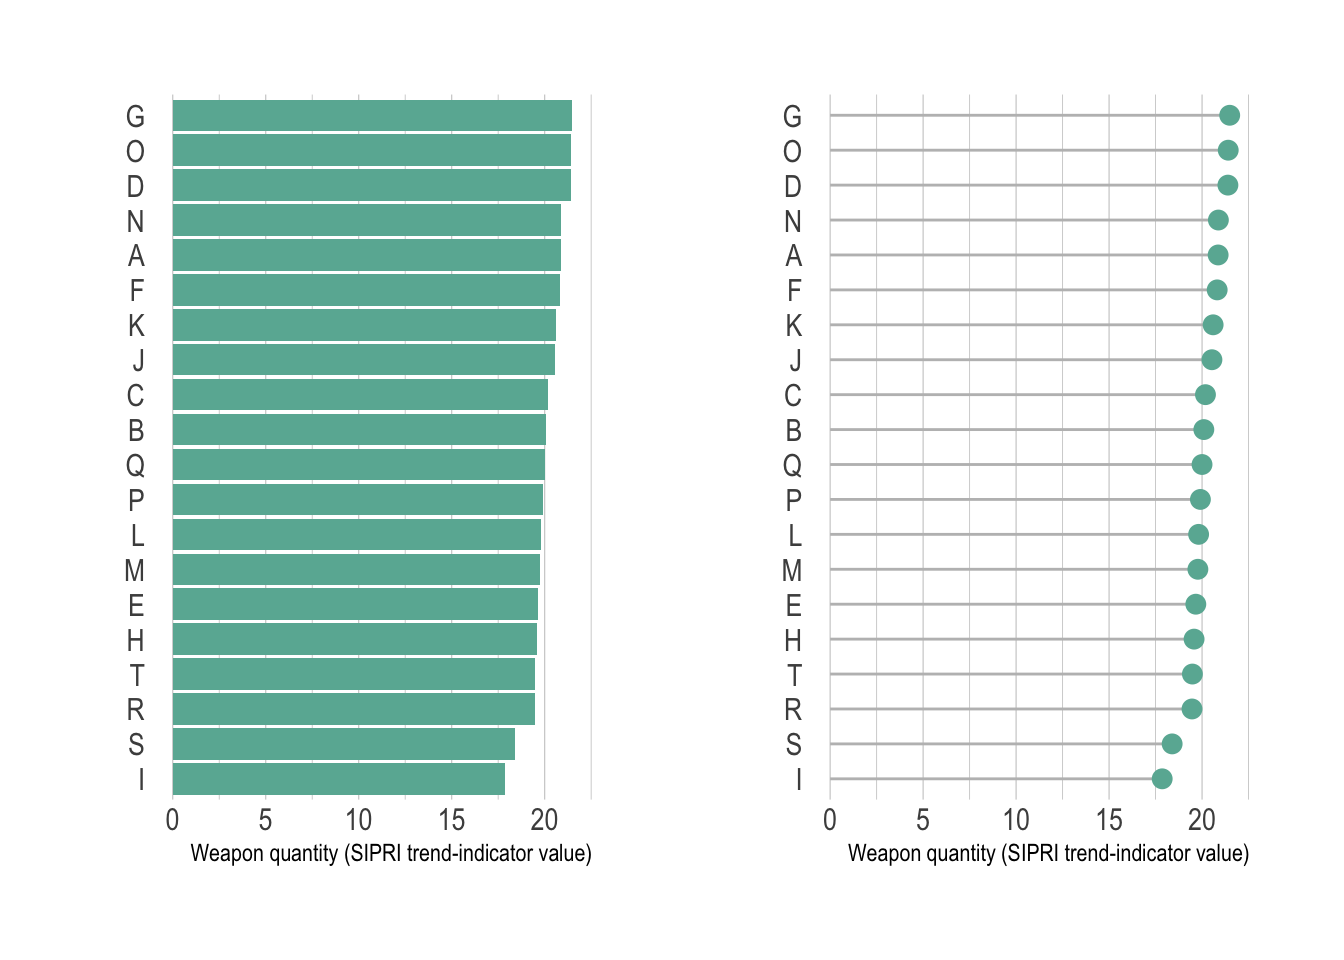 G
O
D
N
A
F
K
J
C
B
Q
P
L
M
E
H
T
R
S
I
0 5 10 15 20
Weapon quantity (SIPRI trend-indicator value)
G
O
D
N
A
F
K
J
C
B
Q
P
L
M
E
H
T
R
S
I
0 5 10 15 20
Weapon quantity (SIPRI trend-indicator value)